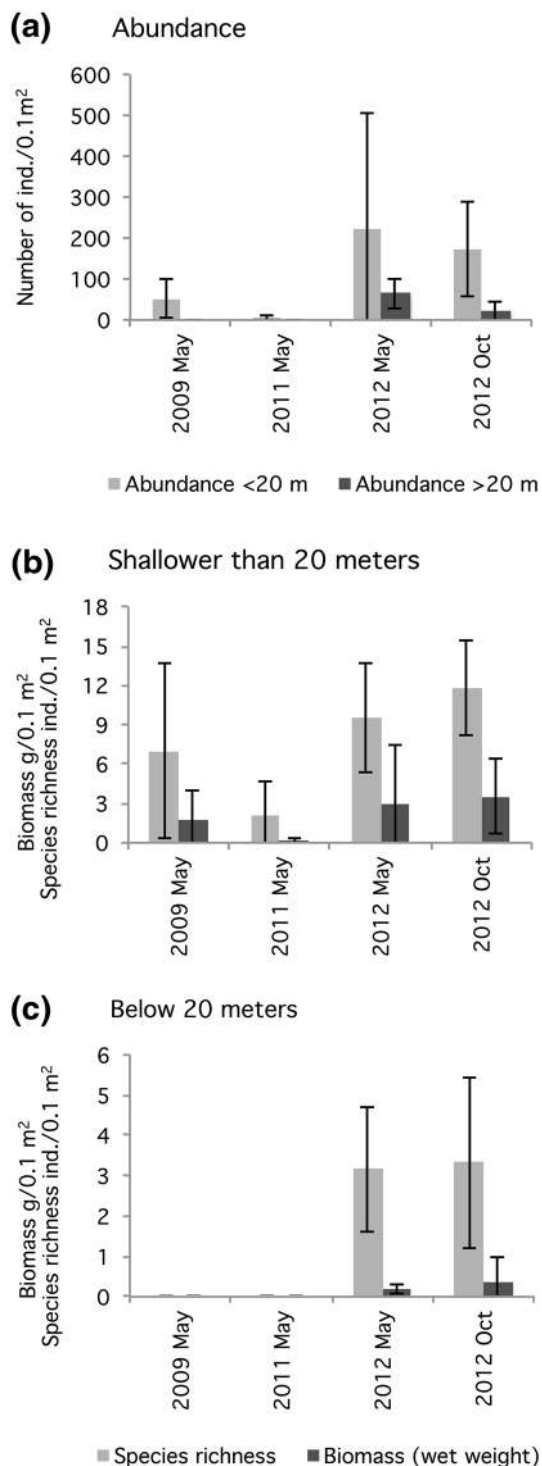 (a) Abundance
Number of ind./0.1m²
600
500
400
300
200
100
0
2009 May
2011 May
2012 May
2012 Oct
Abundance <20 m Abundance >20 m
(b) Shallower than 20 meters
Biomass g/0.1 m²
Species richness ind./0.1 m²
18
15
12
9
6
3
0
2009 May
2011 May
2012 May
2012 Oct
(c) Below 20 meters
Biomass g/0.1 m²
Species richness ind./0.1 m²
6
5
4
3
2
1
0
2009 May
2011 May
2012 May
2012 Oct
Species richness Biomass (wet weight)